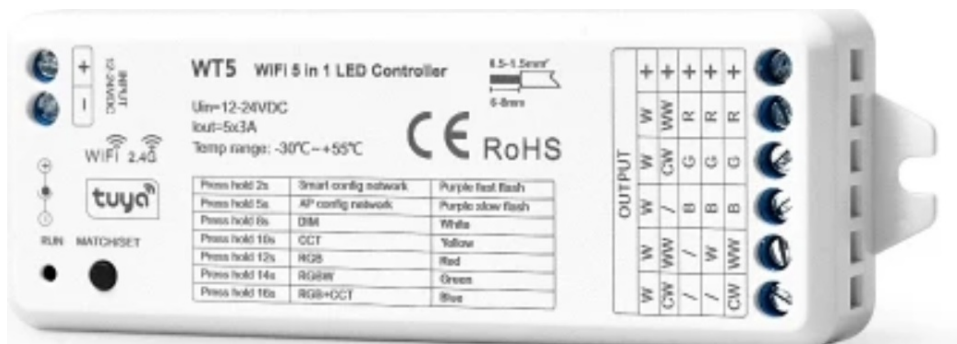 +
−
INPUT
12-24VDC
WiFi 2.4G
tuya
RUN MATCH/SET
WT5 WiFi 5 in 1 LED Controller
0.5-1.5mm²
6-8mm
Uin=12-24VDC
Iout=5x3A
Temp range: -30℃~+55℃
CE RoHS
Press hold 2s Smart config network Purple fast flash
Press hold 5s AP config network Purple slow flash
Press hold 8s DIM White
Press hold 10s CCT Yellow
Press hold 12s RGB Red
Press hold 14s RGBW Green
Press hold 16s RGB+CCT Blue
OUTPUT
+ + + + +
W WW R R R
W CW G G G
W / B B B
W WW / W WW
W CW / / CW